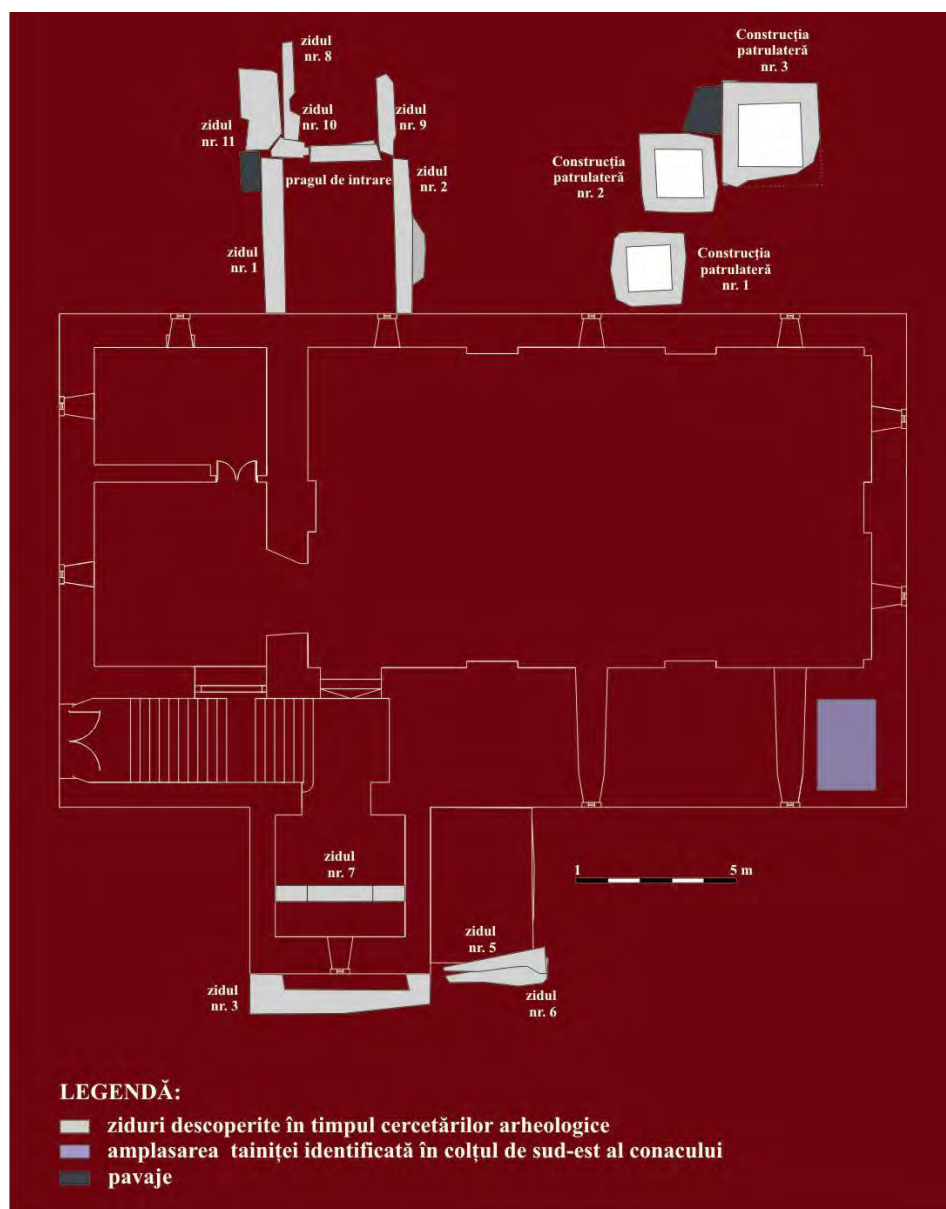 zidul
nr. 8
Construcția
patrulateră
nr. 3
zidul
nr. 10
zidul
nr. 9
zidul
nr. 11
pragul de intrare
zidul
nr. 2
Construcția
patrulateră
nr. 2
zidul
nr. 1
Construcția
patrulateră
nr. 1
zidul
nr. 7
1
5 m
zidul
nr. 5
zidul
nr. 3
zidul
nr. 6
LEGENDĂ:
ziduri descoperite în timpul cercetărilor arheologice
amplasarea tainiței identificată în colțul de sud-est al conacului
pavaje